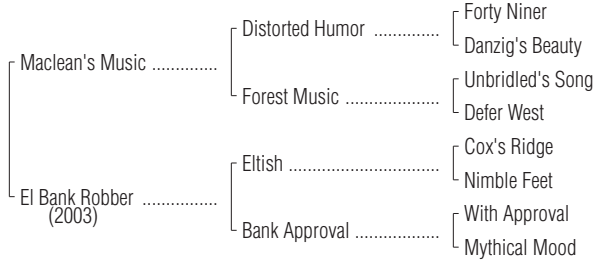 Forty Niner
Distorted Humor ..............
Danzig's Beauty
Maclean's Music ..............
Unbridled's Song
Forest Music ....................
Defer West
Cox's Ridge
Eltish ................................
Nimble Feet
El Bank Robber ................
(2003)
With Approval
Bank Approval ..................
Mythical Mood